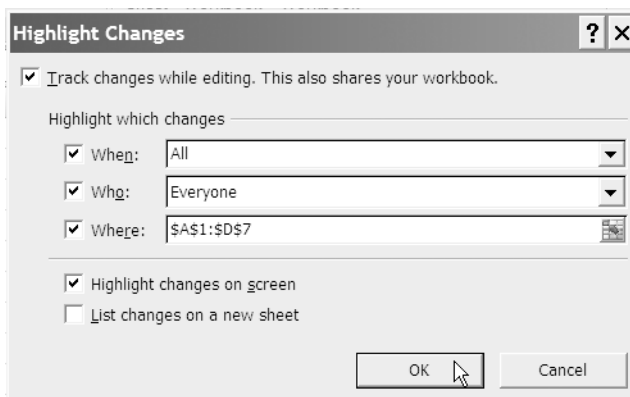 Highlight Changes
Track changes while editing. This also shares your workbook.
Highlight which changes
When: All
Who: Everyone
Where: $A$1:$D$7
Highlight changes on screen
List changes on a new sheet
OK Cancel